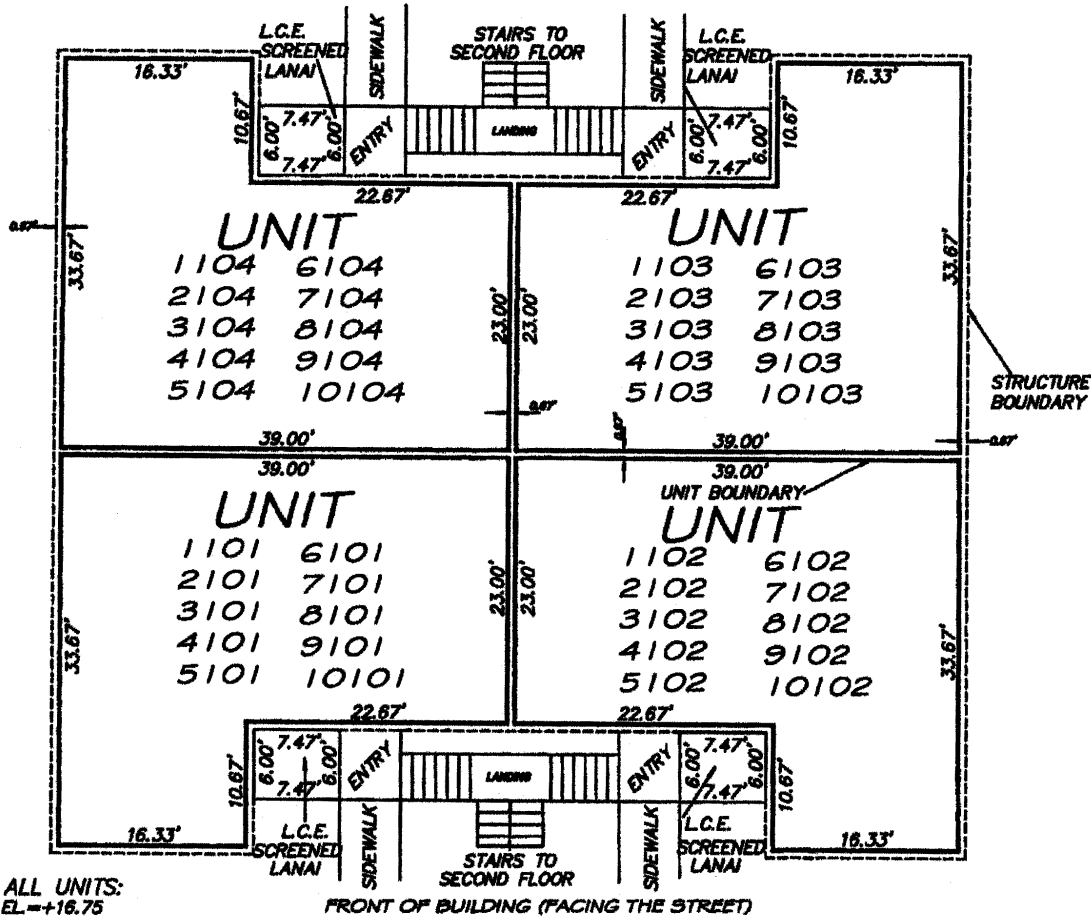 L.C.E.
SCREENED
LANAI
SIDEWALK
STAIRS TO
SECOND FLOOR
SIDEWALK
L.C.E.
SCREENED
LANAI
16.33'
16.33'
10.67'
6.00'
7.47'
6.00'
7.47'
ENTRY
LANDING
ENTRY
6.00'
7.47'
6.00'
7.47'
10.67'
22.67'
22.67'
0.67'
33.67'
UNIT
1104 6104
2104 7104
3104 8104
4104 9104
5104 10104
23.00'
23.00'
UNIT
1103 6103
2103 7103
3103 8103
4103 9103
5103 10103
33.67'
STRUCTURE
BOUNDARY
0.67'
0.67'
0.67'
39.00'
39.00'
39.00'
39.00'
UNIT BOUNDARY
UNIT
1101 6101
2101 7101
3101 8101
4101 9101
5101 10101
33.67'
23.00'
23.00'
UNIT
1102 6102
2102 7102
3102 8102
4102 9102
5102 10102
33.67'
22.67'
22.67'
10.67'
6.00'
7.47'
6.00'
7.47'
ENTRY
LANDING
ENTRY
6.00'
7.47'
6.00'
7.47'
10.67'
16.33'
16.33'
L.C.E.
SCREENED
LANAI
SIDEWALK
STAIRS TO
SECOND FLOOR
SIDEWALK
L.C.E.
SCREENED
LANAI
ALL UNITS:
EL.=+16.75
FRONT OF BUILDING (FACING THE STREET)